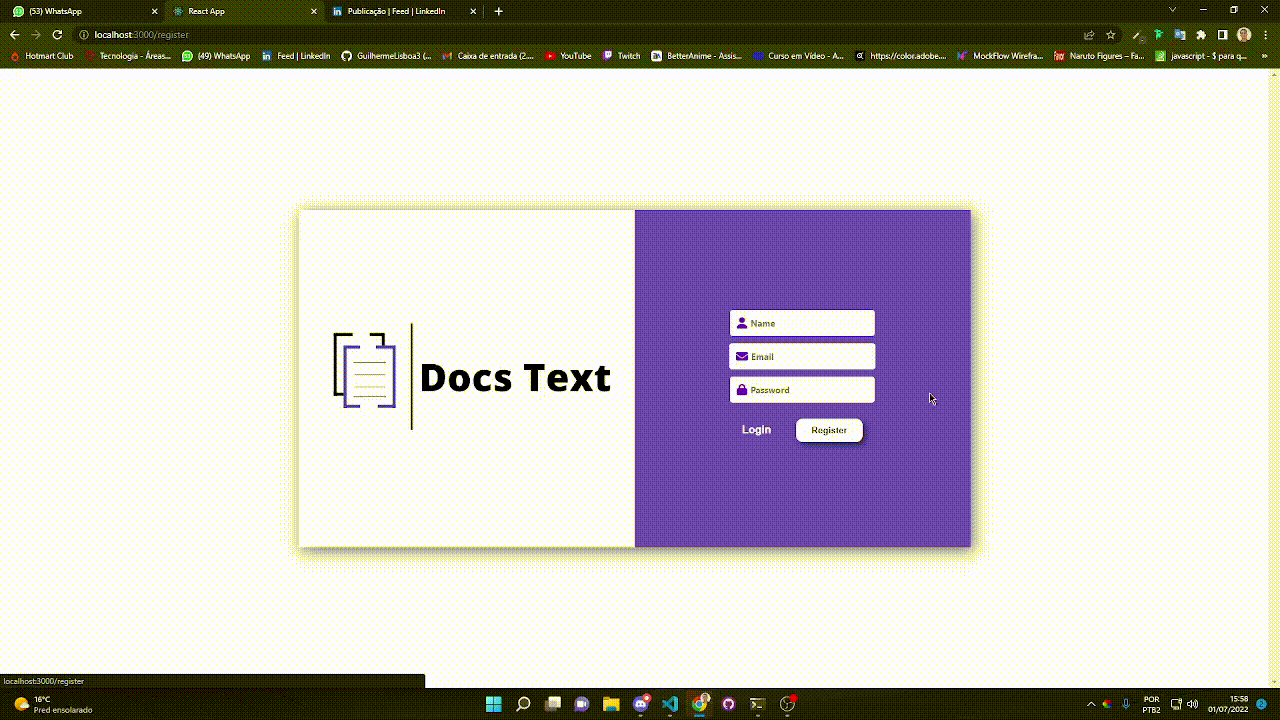 (53) WhatsApp
React App
Publicação | Feed | LinkedIn
localhost:3000/register
Hotmart Club
Tecnologia - Áreas...
(49) WhatsApp
Feed | LinkedIn
GuilhermeLisboa3 (...
Caixa de entrada (2....
YouTube
Twitch
BetterAnime - Assis...
Curso em Vídeo - A...
https://color.adobe....
MockFlow Wirefra...
Naruto Figures – Fa...
javascript - $ para q...
»
Docs Text
Name
Email
Password
Login
Register
localhost:3000/register
16°C
Pred ensolarado
POR
PTB2
15:58
01/07/2022